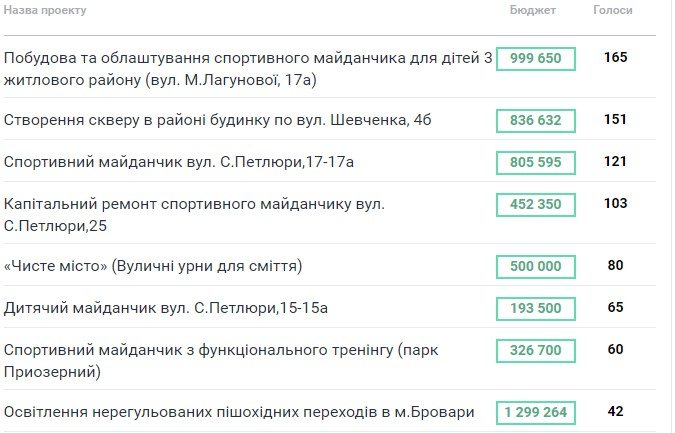 Назва проекту Бюджет Голоси
Побудова та облаштування спортивного майданчика для дітей 3 999 650 165
житлового району (вул. М.Лагунової, 17а)
Створення скверу в районі будинку по вул. Шевченка, 4б 836 632 151
Спортивний майданчик вул. С.Петлюри,17-17а 805 595 121
Капітальний ремонт спортивного майданчику вул. 452 350 103
С.Петлюри,25
«Чисте місто» (Вуличні урни для сміття) 500 000 80
Дитячий майданчик вул. С.Петлюри,15-15а 193 500 65
Спортивний майданчик з функціонального тренінгу (парк 326 700 60
Приозерний)
Освітлення нерегульованих пішохідних переходів в м.Бровари 1 299 264 42